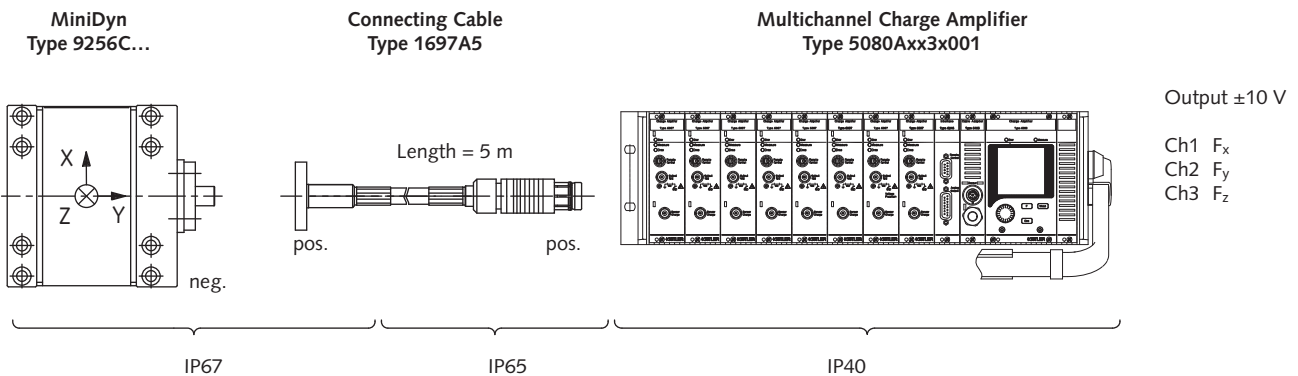 MiniDyn
Type 9256C…
Connecting Cable
Type 1697A5
Multichannel Charge Amplifier
Type 5080Axx3x001
Output ±10 V
Ch1 Fx
Ch2 Fy
Ch3 Fz
X
Z
Y
neg.
Length = 5 m
pos.
pos.
IP67
IP65
IP40